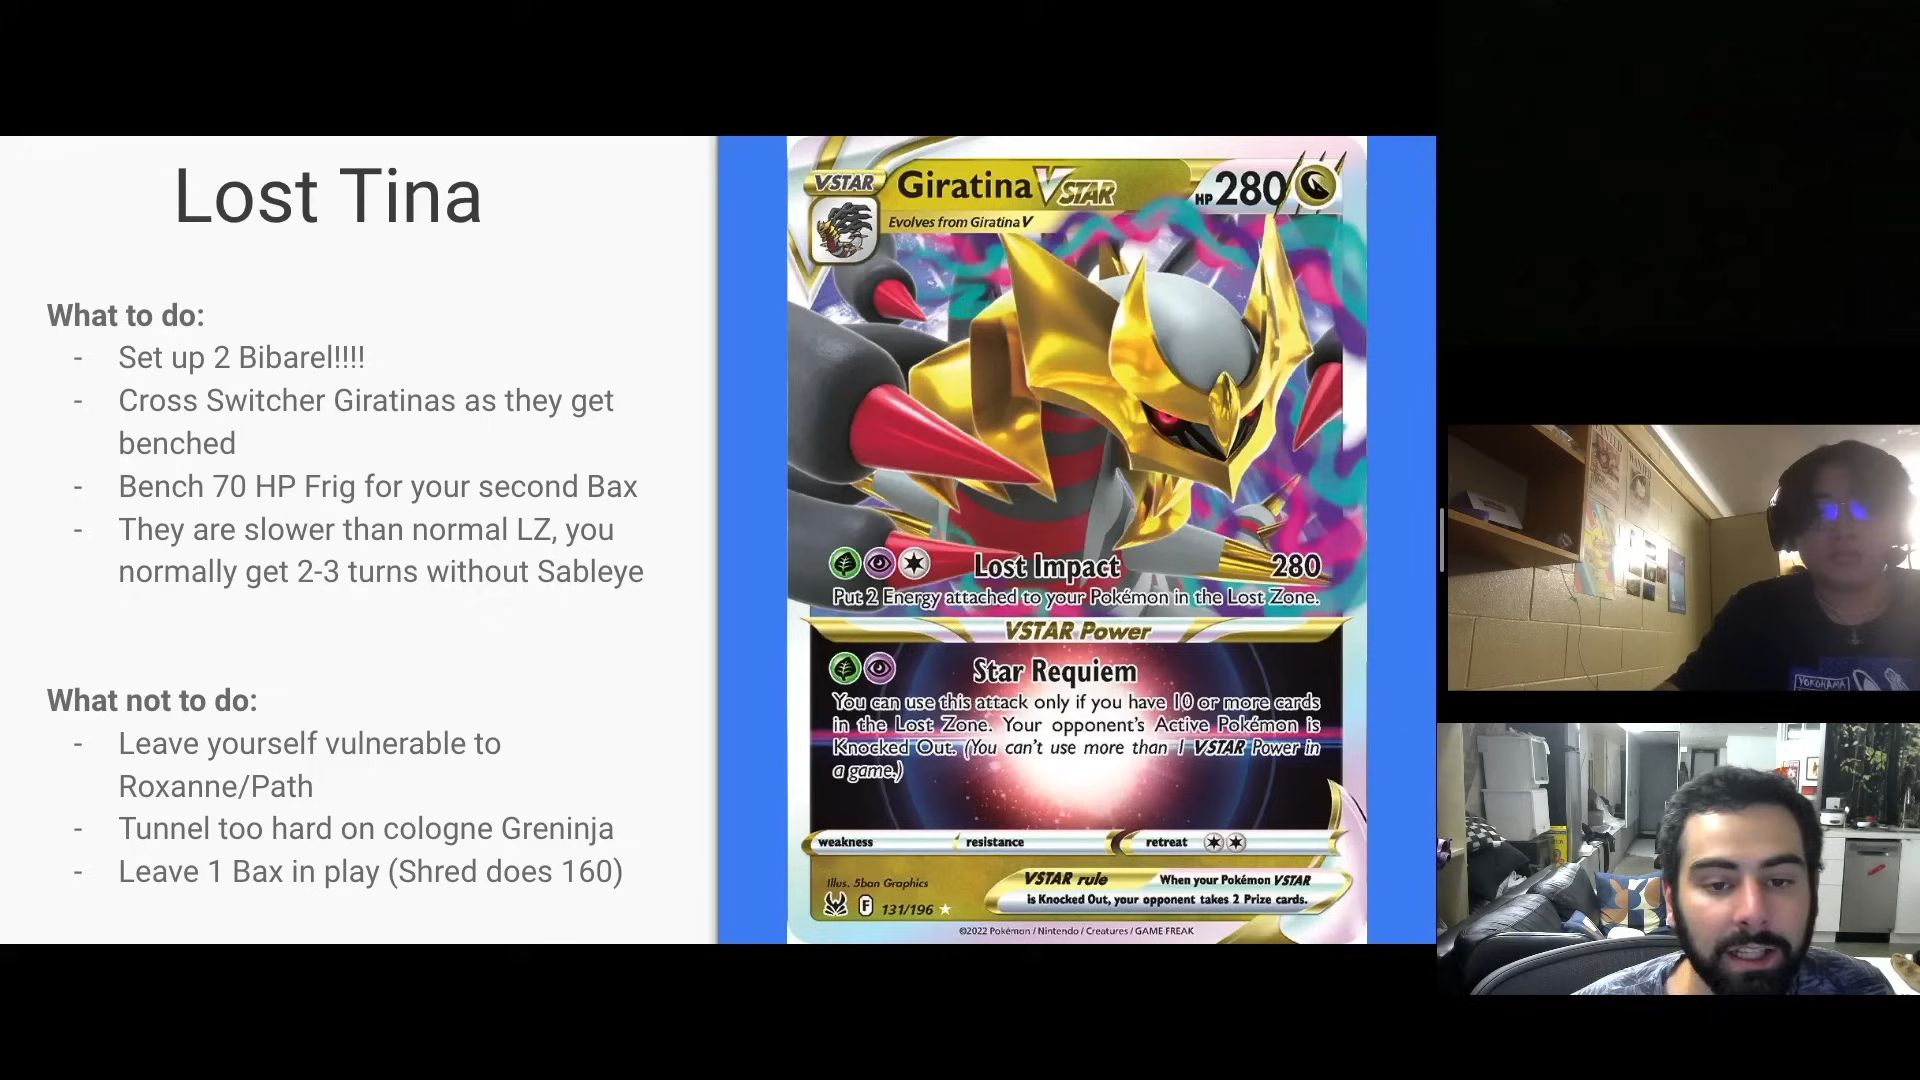 Lost Tina
What to do:
- Set up 2 Bibarel!!!!
- Cross Switcher Giratinas as they get
benched
- Bench 70 HP Frig for your second Bax
- They are slower than normal LZ, you
normally get 2-3 turns without Sableye
What not to do:
- Leave yourself vulnerable to
Roxanne/Path
- Tunnel too hard on cologne Greninja
- Leave 1 Bax in play (Shred does 160)
VSTAR Giratina VSTAR HP 280
Evolves from Giratina V
Lost Impact 280
Put 2 Energy attached to your Pokémon in the Lost Zone.
VSTAR Power
Star Requiem
You can use this attack only if you have 10 or more cards
in the Lost Zone. Your opponent's Active Pokémon is
Knocked Out. (You can't use more than 1 VSTAR Power in
a game.)
weakness resistance retreat
Illus. 5ban Graphics
F 131/196 ★
VSTAR rule When your Pokémon VSTAR
is Knocked Out, your opponent takes 2 Prize cards.
©2022 Pokémon / Nintendo / Creatures / GAME FREAK
WANTED
YOKOHAMA